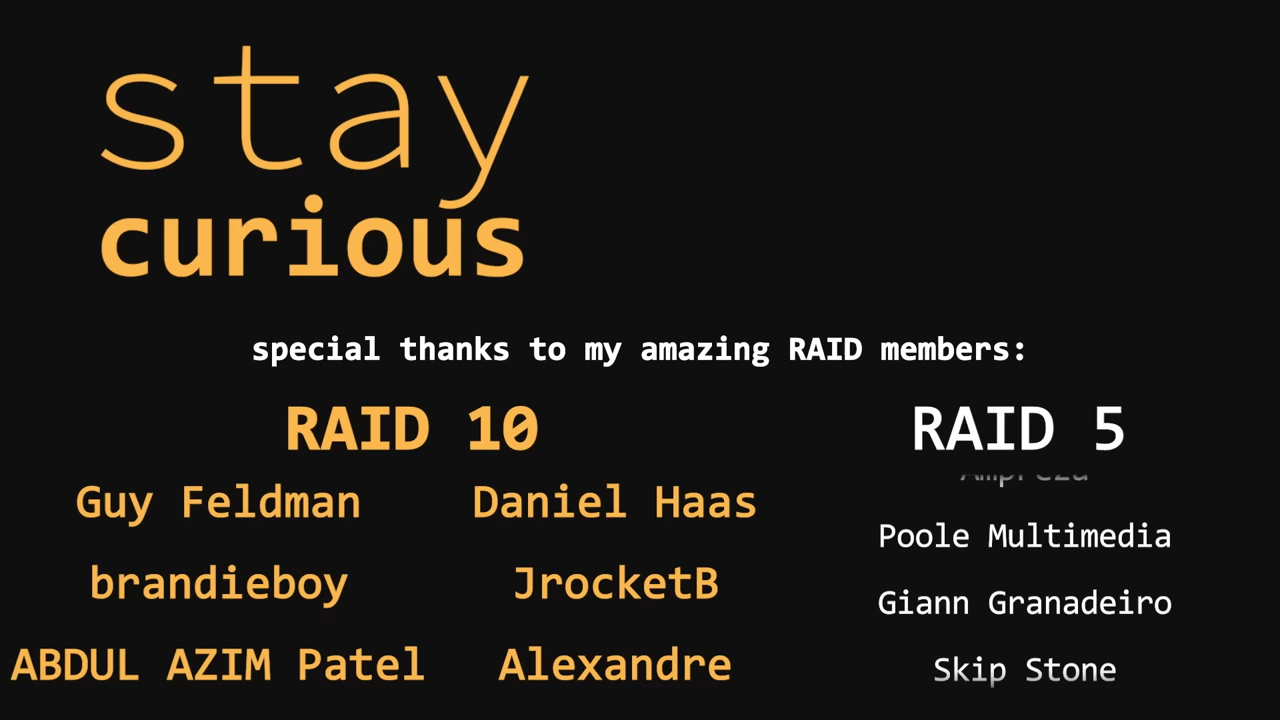 stay
curious
special thanks to my amazing RAID members:
RAID 10
Guy Feldman
Daniel Haas
brandieboy
JrocketB
ABDUL AZIM Patel
Alexandre
RAID 5
Poole Multimedia
Giann Granadeiro
Skip Stone